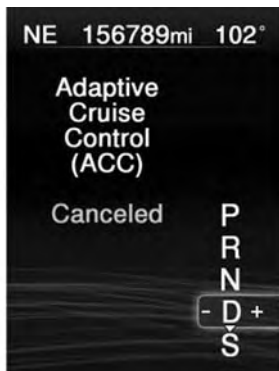 NE 156789mi 102°
Adaptive
Cruise
Control
(ACC)
Canceled
P
R
N
- D +
S